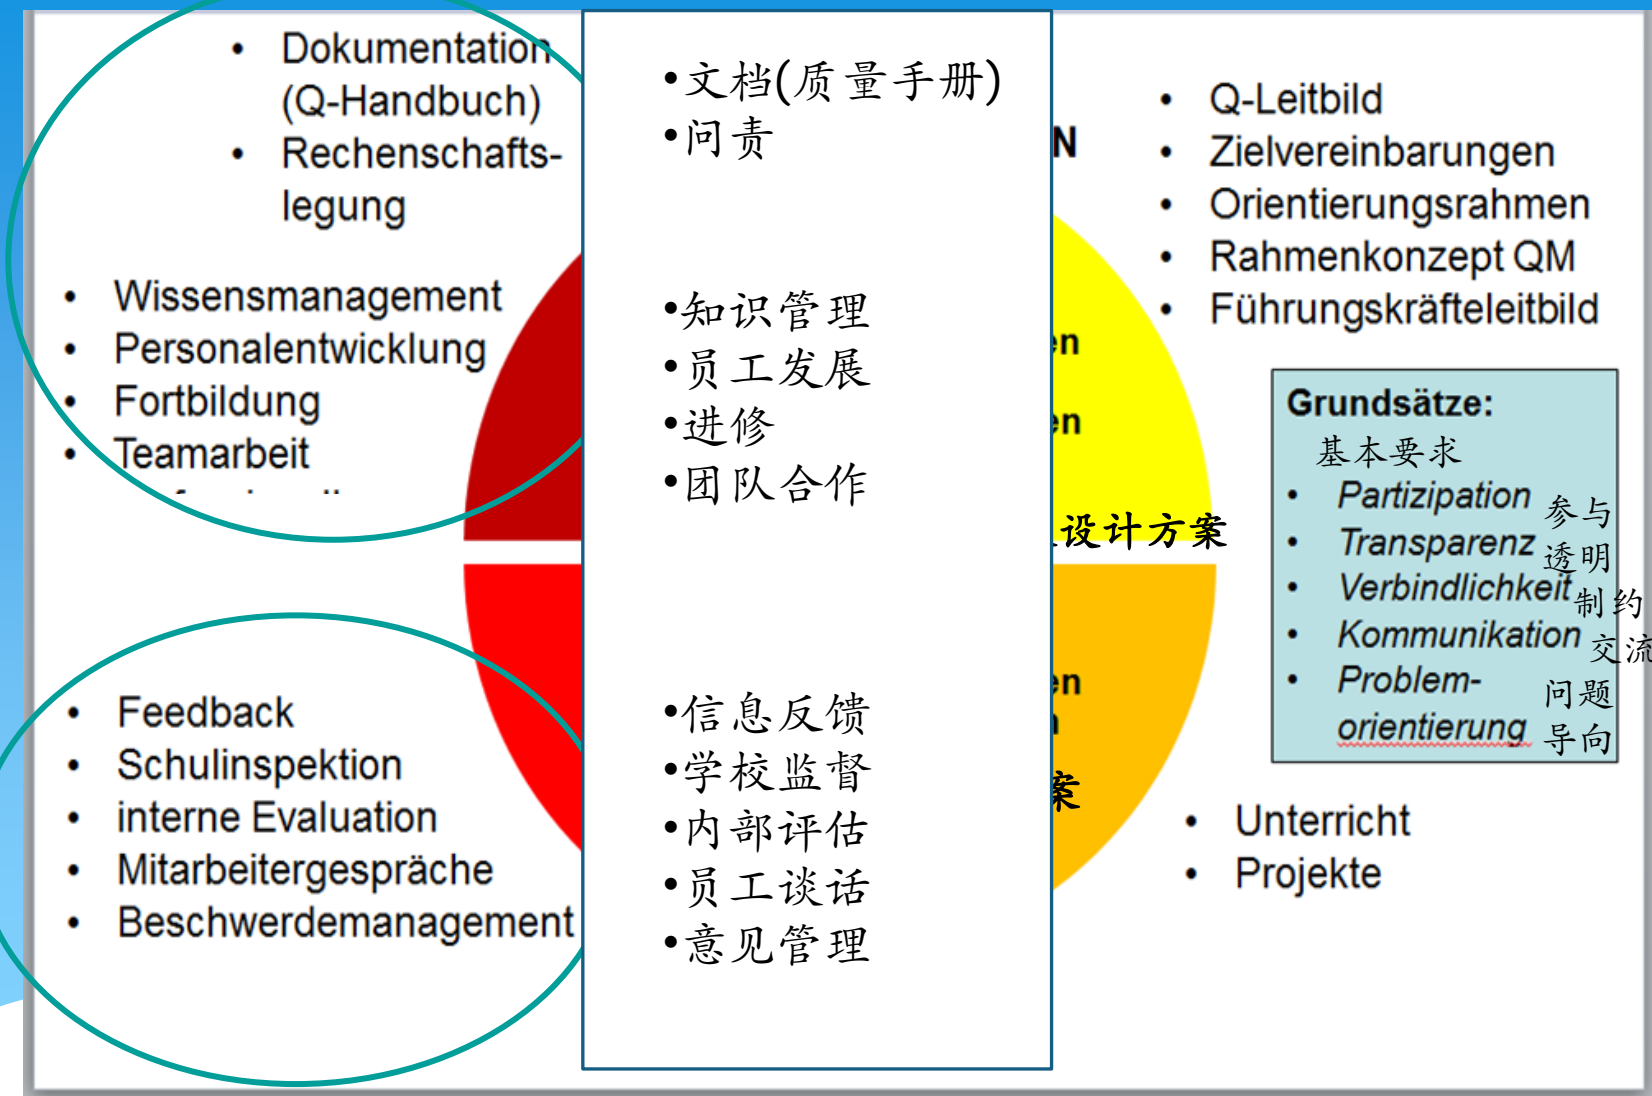 • Dokumentation
(Q-Handbuch)
• Rechenschafts-
legung
• Wissensmanagement
• Personalentwicklung
• Fortbildung
• Teamarbeit
• Feedback
• Schulinspektion
• interne Evaluation
• Mitarbeitergespräche
• Beschwerdemanagement
•文档(质量手册)
•问责
•知识管理
•员工发展
•进修
•团队合作
•信息反馈
•学校监督
•内部评估
•员工谈话
•意见管理
N
en
en
设计方案
en
案
• Q-Leitbild
• Zielvereinbarungen
• Orientierungsrahmen
• Rahmenkonzept QM
• Führungskräfteleitbild
Grundsätze:
基本要求
• Partizipation 参与
• Transparenz 透明
• Verbindlichkeit 制约
• Kommunikation 交流
• Problem- 问题
orientierung 导向
• Unterricht
• Projekte